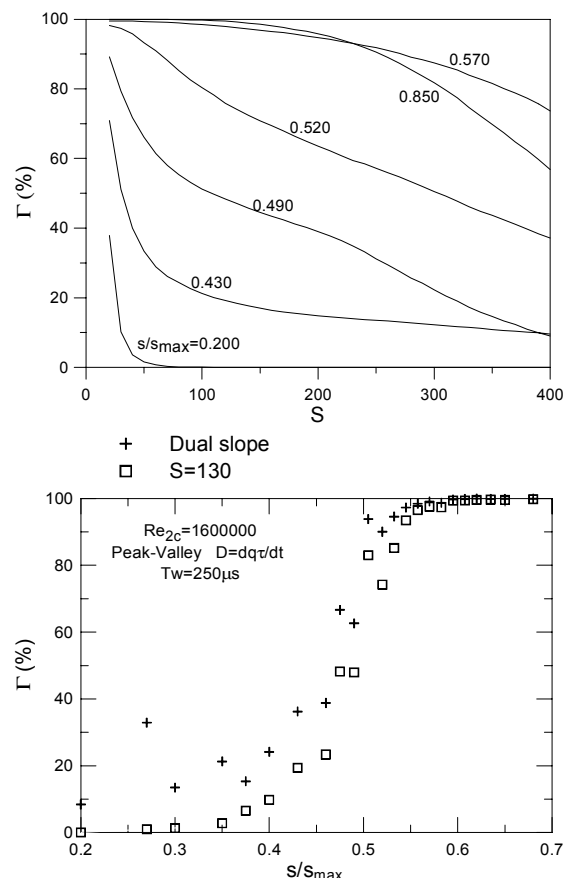 100
80
60
40
20
0
Γ (%)
0.570
0.850
0.520
0.490
0.430
s/smax=0.200
0 100 200 300 400
S
+ Dual slope
□ S=130
100
80
60
40
20
0
Γ (%)
Re2c=1600000
Peak-Valley D=dqτ/dt
Tw=250μs
0.2 0.3 0.4 0.5 0.6 0.7
s/smax